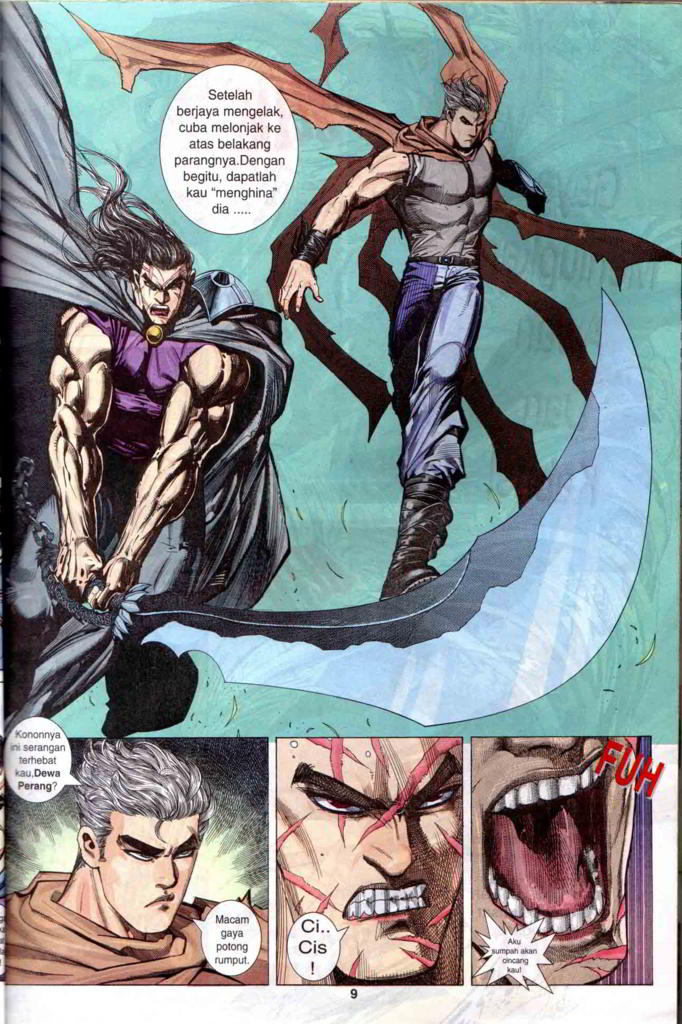 Setelah
berjaya mengelak,
cuba melonjak ke
atas belakang
parangnya.Dengan
begitu, dapatlah
kau "menghina"
dia .....
Kononnya
ini serangan
terhebat
kau,Dewa
Perang?
Macam
gaya
potong
rumput.
Ci..
Cis
!
FUH
Aku
sumpah akan
cincang
kau!
9